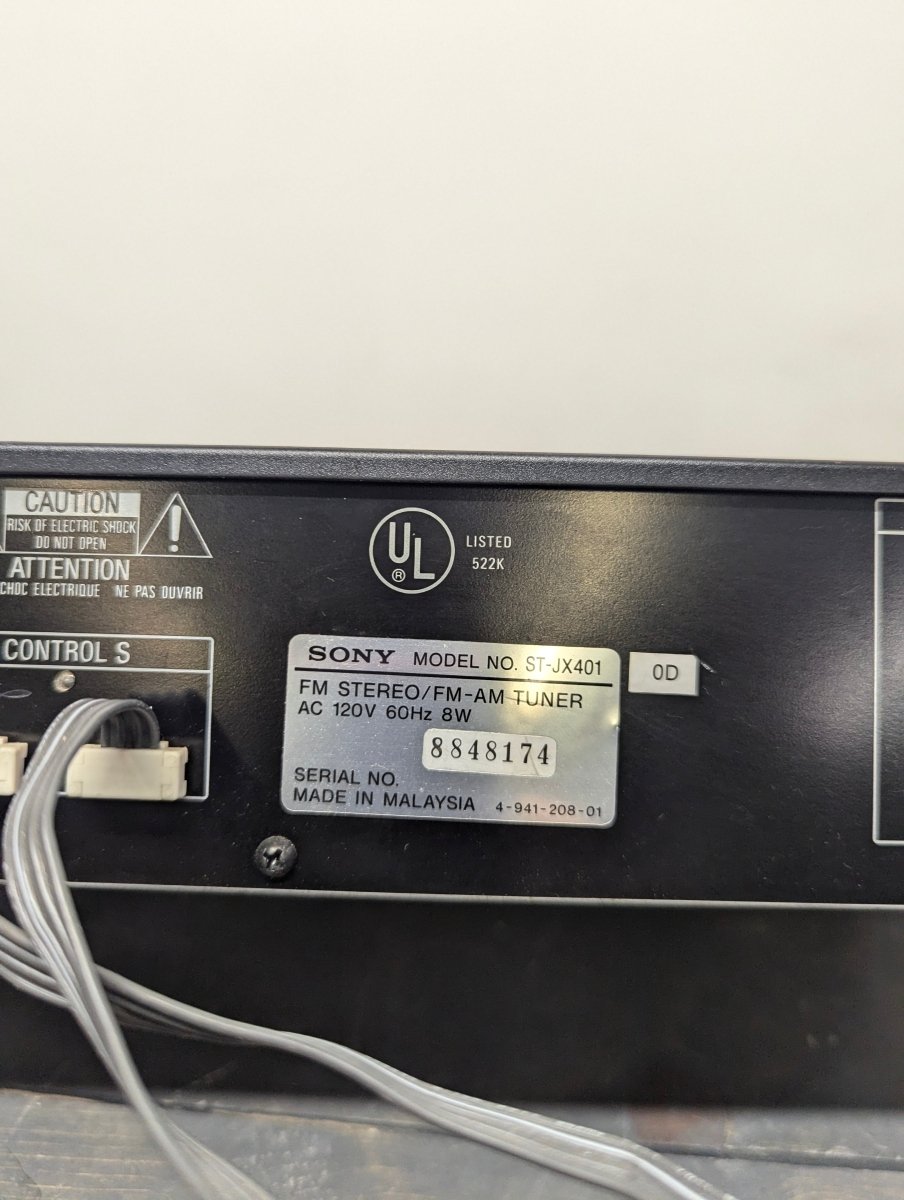 CAUTION
RISK OF ELECTRIC SHOCK
DO NOT OPEN
!
ATTENTION
CHOC ELECTRIQUE NE PAS OUVRIR
CONTROL S
UL
®
LISTED
522K
SONY MODEL NO. ST-JX401
FM STEREO/FM-AM TUNER
AC 120V 60Hz 8W
8848174
SERIAL NO.
MADE IN MALAYSIA 4-941-208-01
0D